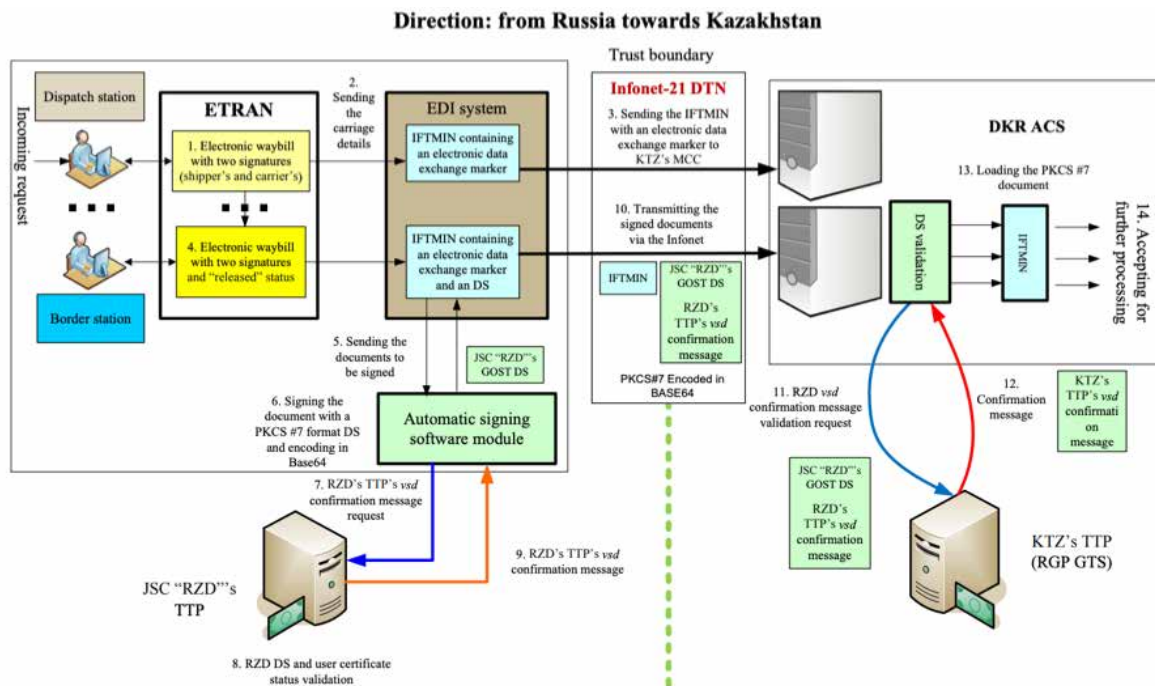 Direction: from Russia towards Kazakhstan
Trust boundary
Incoming request
Dispatch station
Border station
ETRAN
1. Electronic waybill
with two signatures
(shipper's and carrier's)
4. Electronic waybill
with two signatures
and "released" status
2.
Sending
the
carriage
details
EDI system
IFTMIN containing
an electronic data
exchange marker
IFTMIN containing
an electronic data
exchange marker
and an DS
5. Sending the
documents to
be signed
JSC "RZD"'s
GOST DS
6. Signing the
document with a
PKCS #7 format DS
and encoding in
Base64
Automatic signing
software module
Infonet-21 DTN
3. Sending the IFTMIN
with an electronic data
exchange marker to
KTZ's MCC
10. Transmitting the
signed documents
via the Infonet
IFTMIN
JSC "RZD"'s
GOST DS
RZD's
TTP's vsd
confirmation
message
PKCS#7 Encoded in
BASE64
DKR ACS
DS validation
13. Loading the PKCS #7
document
IFTMIN
14. Accepting for
further processing
7. RZD's TTP's vsd
confirmation message
request
9. RZD's TTP's vsd
confirmation message
JSC "RZD"'s
TTP
8. RZD DS and user certificate
status validation
11. RZD vsd
confirmation message
validation request
12.
Confirmation
message
KTZ's
TTP's vsd
confirmati
on
message
JSC "RZD"'s
GOST DS
RZD's
TTP's vsd
confirmation
message
KTZ's TTP
(RGP GTS)